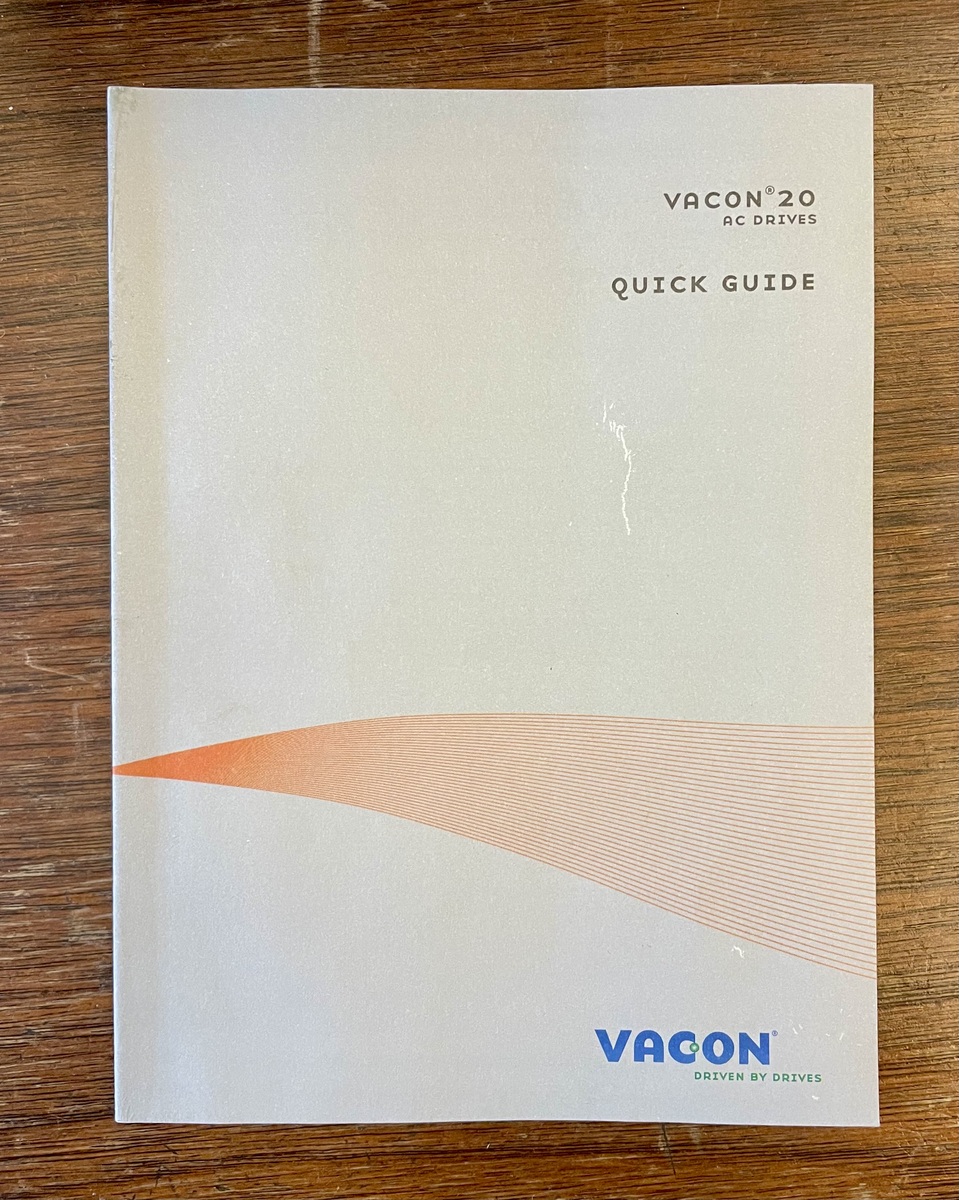 VACON®20
AC DRIVES
QUICK GUIDE
VACON®
DRIVEN BY DRIVES